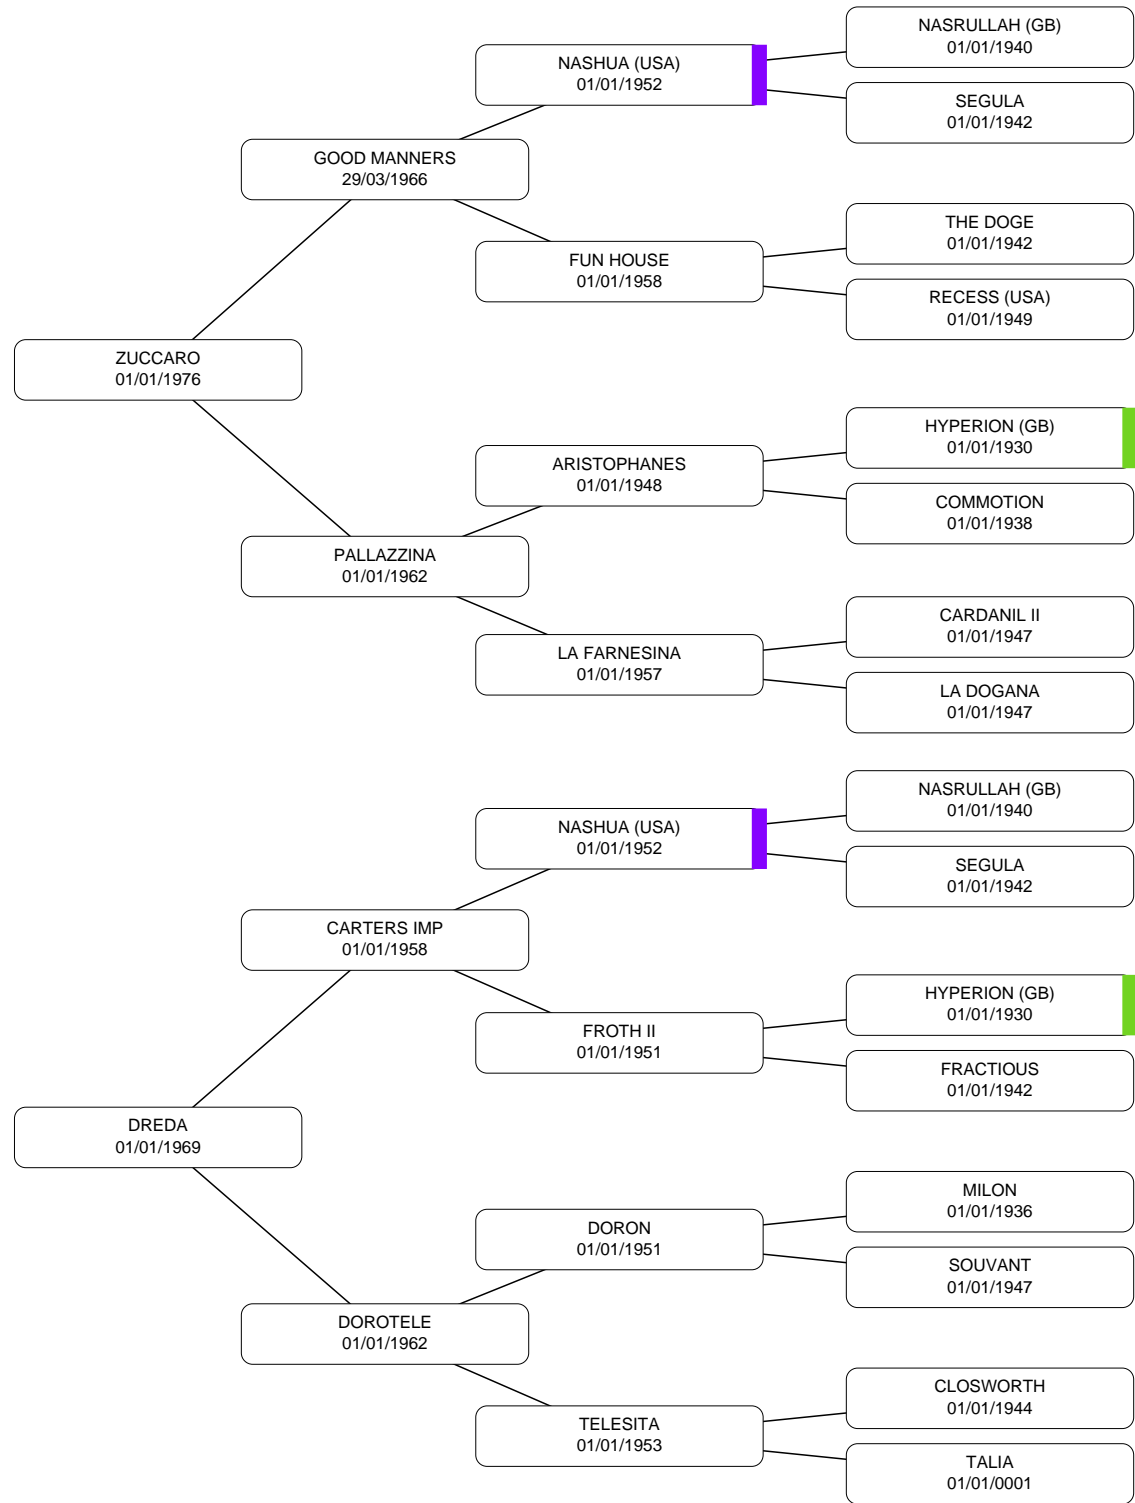 NASRULLAH (GB)
01/01/1940
NASHUA (USA)
01/01/1952
SEGULA
01/01/1942
GOOD MANNERS
29/03/1966
THE DOGE
01/01/1942
FUN HOUSE
01/01/1958
RECESS (USA)
01/01/1949
ZUCCARO
01/01/1976
HYPERION (GB)
01/01/1930
ARISTOPHANES
01/01/1948
COMMOTION
01/01/1938
PALLAZZINA
01/01/1962
CARDANIL II
01/01/1947
LA FARNESINA
01/01/1957
LA DOGANA
01/01/1947
NASRULLAH (GB)
01/01/1940
NASHUA (USA)
01/01/1952
SEGULA
01/01/1942
CARTERS IMP
01/01/1958
HYPERION (GB)
01/01/1930
FROTH II
01/01/1951
FRACTIOUS
01/01/1942
DREDA
01/01/1969
MILON
01/01/1936
DORON
01/01/1951
SOUVANT
01/01/1947
DOROTELE
01/01/1962
CLOSWORTH
01/01/1944
TELESITA
01/01/1953
TALIA
01/01/0001